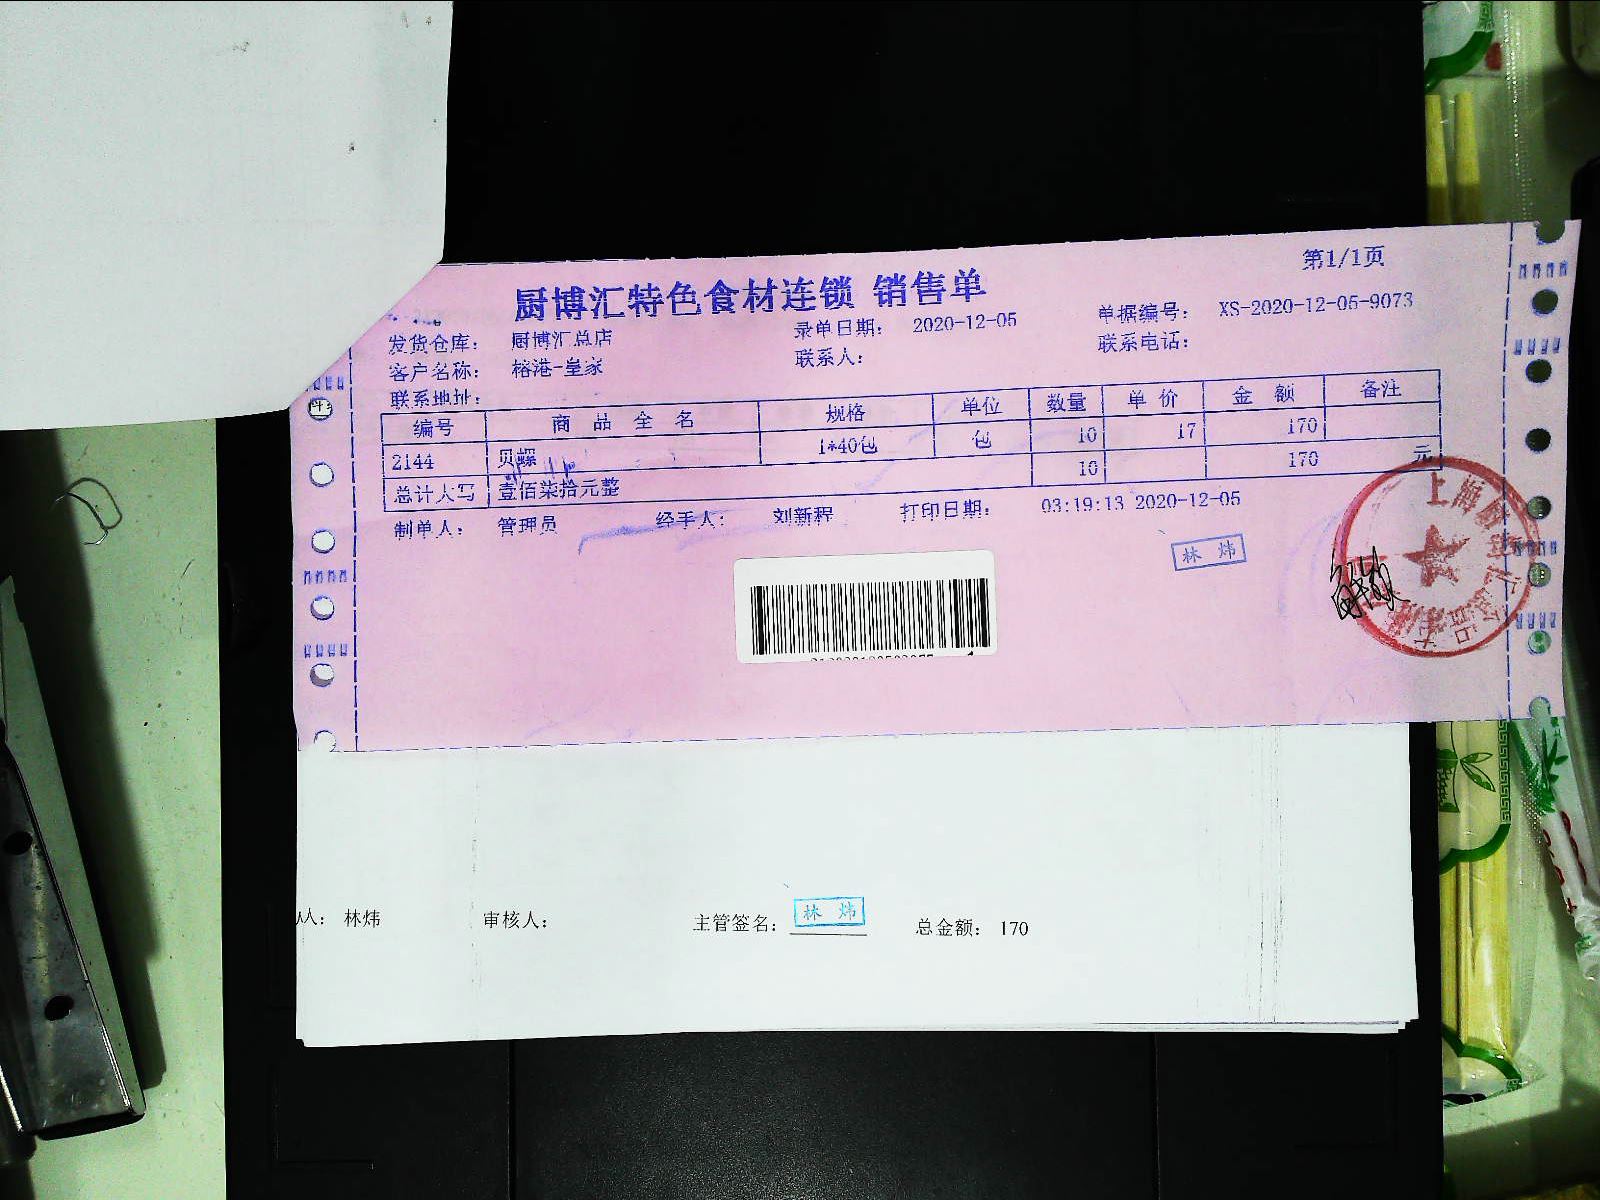 第1/1页
厨博汇特色食材连锁 销售单
发货仓库： 厨博汇总店 录单日期： 2020-12-05 单据编号： XS-2020-12-05-9073
客户名称： 榕港-皇家 联系人： 联系电话：
联系地址：
编号 商品全名 规格 单位 数量 单价 金额 备注
2144 贝螺 1*40包 包 10 17 170
总计大写 壹佰柒拾元整 10 170 元
制单人： 管理员 经手人： 刘新程 打印日期： 03:19:13 2020-12-05
林炜
上海
人： 林炜 审核人： 主管签名： 林炜 总金额： 170